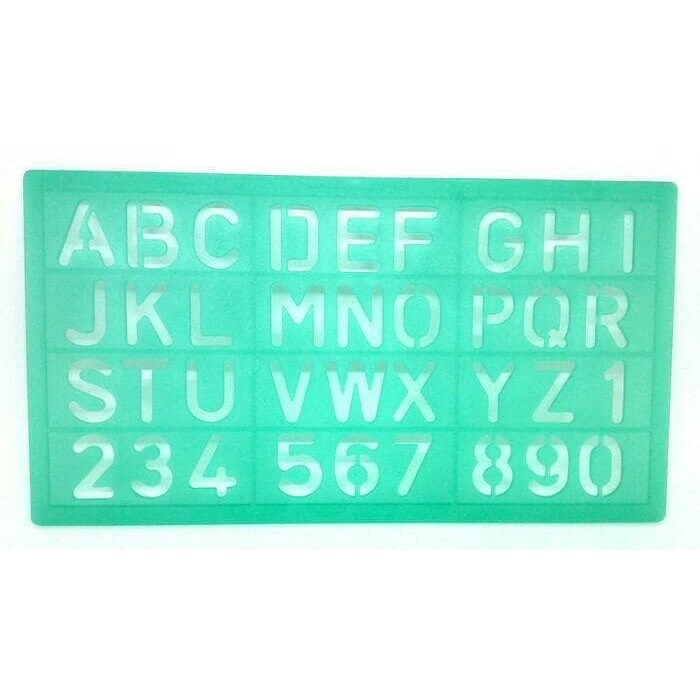 ABC DEF GHI
JKL MNO PQR
STU VWX YZ1
234 567 890